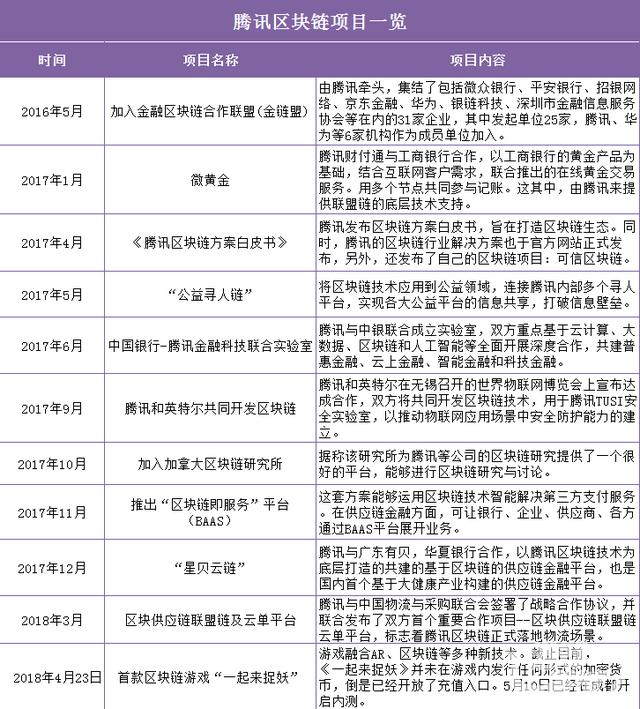 腾讯区块链项目一览
时间 项目名称 项目内容
2016年5月 加入金融区块链合作联盟(金链盟)
由腾讯牵头，集结了包括微众银行、平安银行、招银网
络、京东金融、华为、银链科技、深圳市金融信息服务
协会等在内的31家企业，其中发起单位25家，腾讯、华
为等6家机构作为成员单位加入。
2017年1月 微黄金
腾讯财付通与工商银行合作，以工商银行的黄金产品为
基础，结合互联网客户需求，联合推出的在线黄金交易
服务。用多个节点共同参与记账。这其中，由腾讯来提
供联盟链的底层技术支持。
2017年4月 《腾讯区块链方案白皮书》
腾讯发布区块链方案白皮书，旨在打造区块链生态。同
时，腾讯的区块链行业解决方案也于官方网站正式发
布，另外，还发布了自己的区块链项目：可信区块链。
2017年5月 “公益寻人链”
将区块链技术应用到公益领域，连接腾讯内部多个寻人
平台，实现各大公益平台的信息共享，打破信息壁垒。
2017年6月 中国银行-腾讯金融科技联合实验室
腾讯与中银联合成立实验室，双方重点基于云计算、大
数据、区块链和人工智能等全面开展深度合作，共建普
惠金融、云上金融、智能金融和科技金融。
2017年9月 腾讯和英特尔共同开发区块链
腾讯和英特尔在无锡召开的世界物联网博览会上宣布达
成合作，双方将共同开发区块链技术，用于腾讯TUSI安
全实验室，以推动物联网应用场景中安全防护能力的建
立。
2017年10月 加入加拿大区块链研究所
据称该研究所为腾讯等公司的区块链研究提供了一个很
好的平台，能够进行区块链研究与讨论。
2017年11月 推出“区块链即服务”平台
（BAAS）
这套方案能够运用区块链技术智能解决第三方支付服务
。在供应链金融方面，可让银行、企业、供应商、各方
通过BAAS平台展开业务。
2017年12月 “星贝云链”
腾讯与广东有贝，华夏银行合作，以腾讯区块链技术为
底层打造的共建的基于区块链的供应链金融平台，也是
国内首个基于大健康产业构建的供应链金融平台。
2018年3月 区块供应链联盟链及云单平台
腾讯与中国物流与采购联合会签署了战略合作协议，并
联合发布了双方首个重要合作项目--区块供应链联盟链
云单平台，标志着腾讯区块链正式落地物流场景。
2018年4月23日 首款区块链游戏“一起来捉妖”
游戏融合AR、区块链等多种新技术。截止目前，
《一起来捉妖》并未在游戏内发行任何形式的加密货
币，倒是已经开放了充值入口。5月10日已经在成都开
启内测。